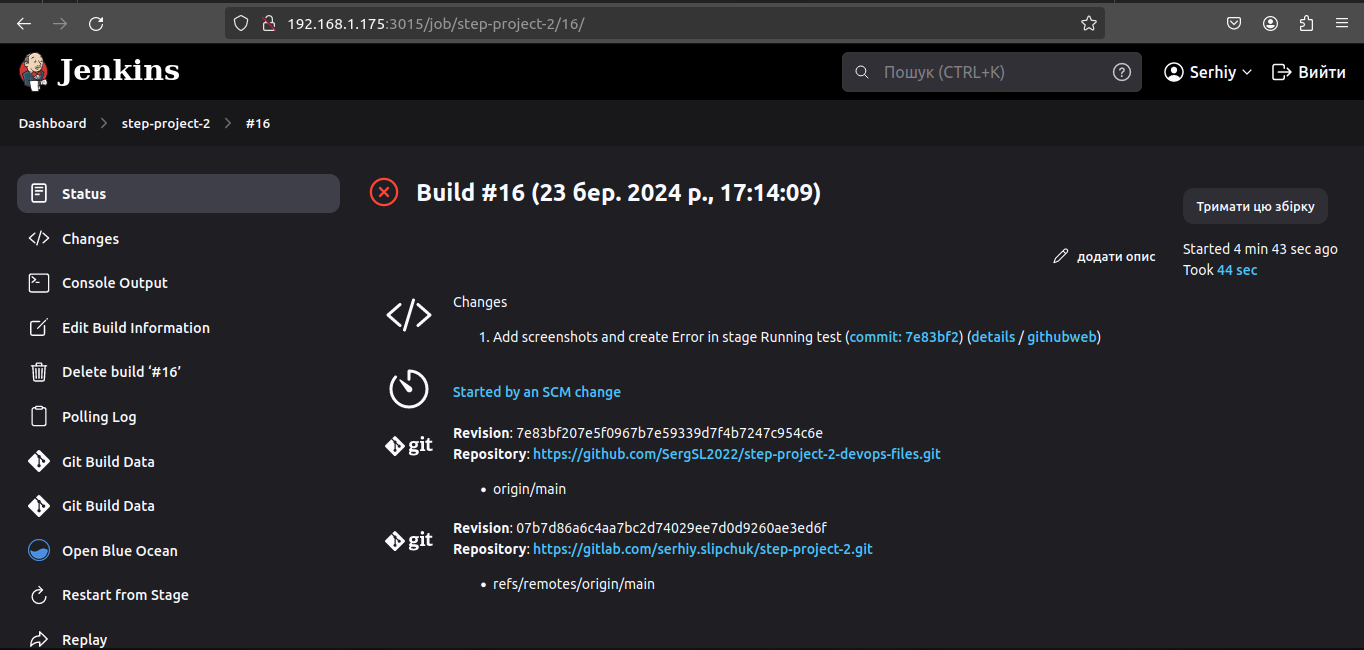 192.168.1.175:3015/job/step-project-2/16/
Jenkins
Пошук (CTRL+K)
Serhiy
Вийти
Dashboard
step-project-2
#16
Status
Changes
Console Output
Edit Build Information
Delete build ‘#16’
Polling Log
Git Build Data
Git Build Data
Open Blue Ocean
Restart from Stage
Replay
Build #16 (23 бер. 2024 р., 17:14:09)
Тримати цю збірку
додати опис
Started 4 min 43 sec ago
Took 44 sec
Changes
1. Add screenshots and create Error in stage Running test (commit: 7e83bf2) (details / githubweb)
Started by an SCM change
git
Revision: 7e83bf207e5f0967b7e59339d7f4b7247c954c6e
Repository: https://github.com/SergSL2022/step-project-2-devops-files.git
• origin/main
git
Revision: 07b7d86a6c4aa7bc2d74029ee7d0d9260ae3ed6f
Repository: https://gitlab.com/serhiy.slipchuk/step-project-2.git
• refs/remotes/origin/main